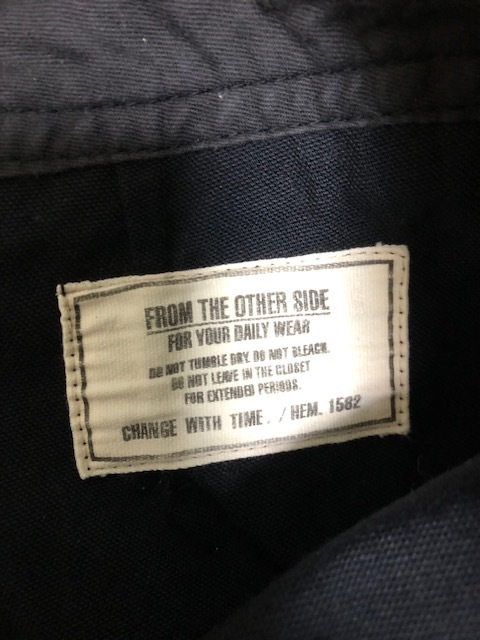 FROM THE OTHER SIDE
FOR YOUR DAILY WEAR
DO NOT THMBLE DRY. DO NOT BLEACH.
DO NOT LEAVE IN THE CLOSET
FOR EXTENDED PERIODS.
CHANGE WITH TIME. / HEM. 1582